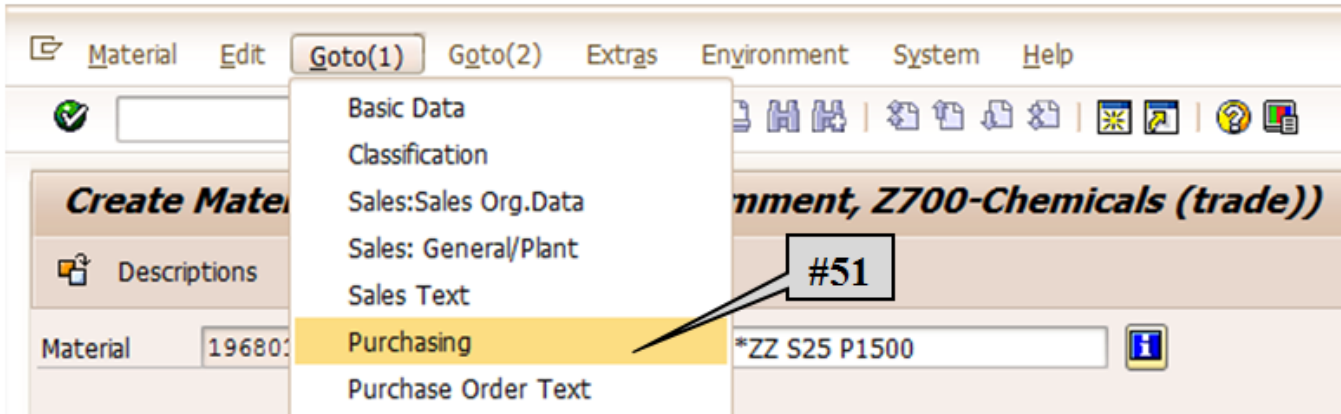 Material Edit Goto(1) Goto(2) Extras Environment System Help
Basic Data
Classification
Create Mate nment, Z700-Chemicals (trade))
Sales:Sales Org.Data
Sales: General/Plant
#51
Descriptions
Sales Text
Material 19680 Purchasing *ZZ S25 P1500
Purchase Order Text